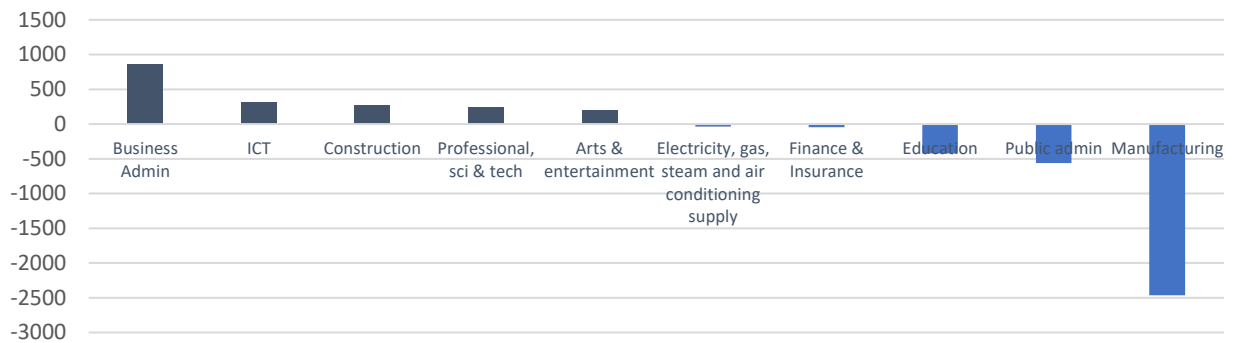 1500
1000
500
0
-500
-1000
-1500
-2000
-2500
-3000
Business
Admin
ICT
Construction
Professional,
sci & tech
Arts &
entertainment
Electricity, gas,
steam and air
conditioning
supply
Finance &
Insurance
Education
Public admin
Manufacturing